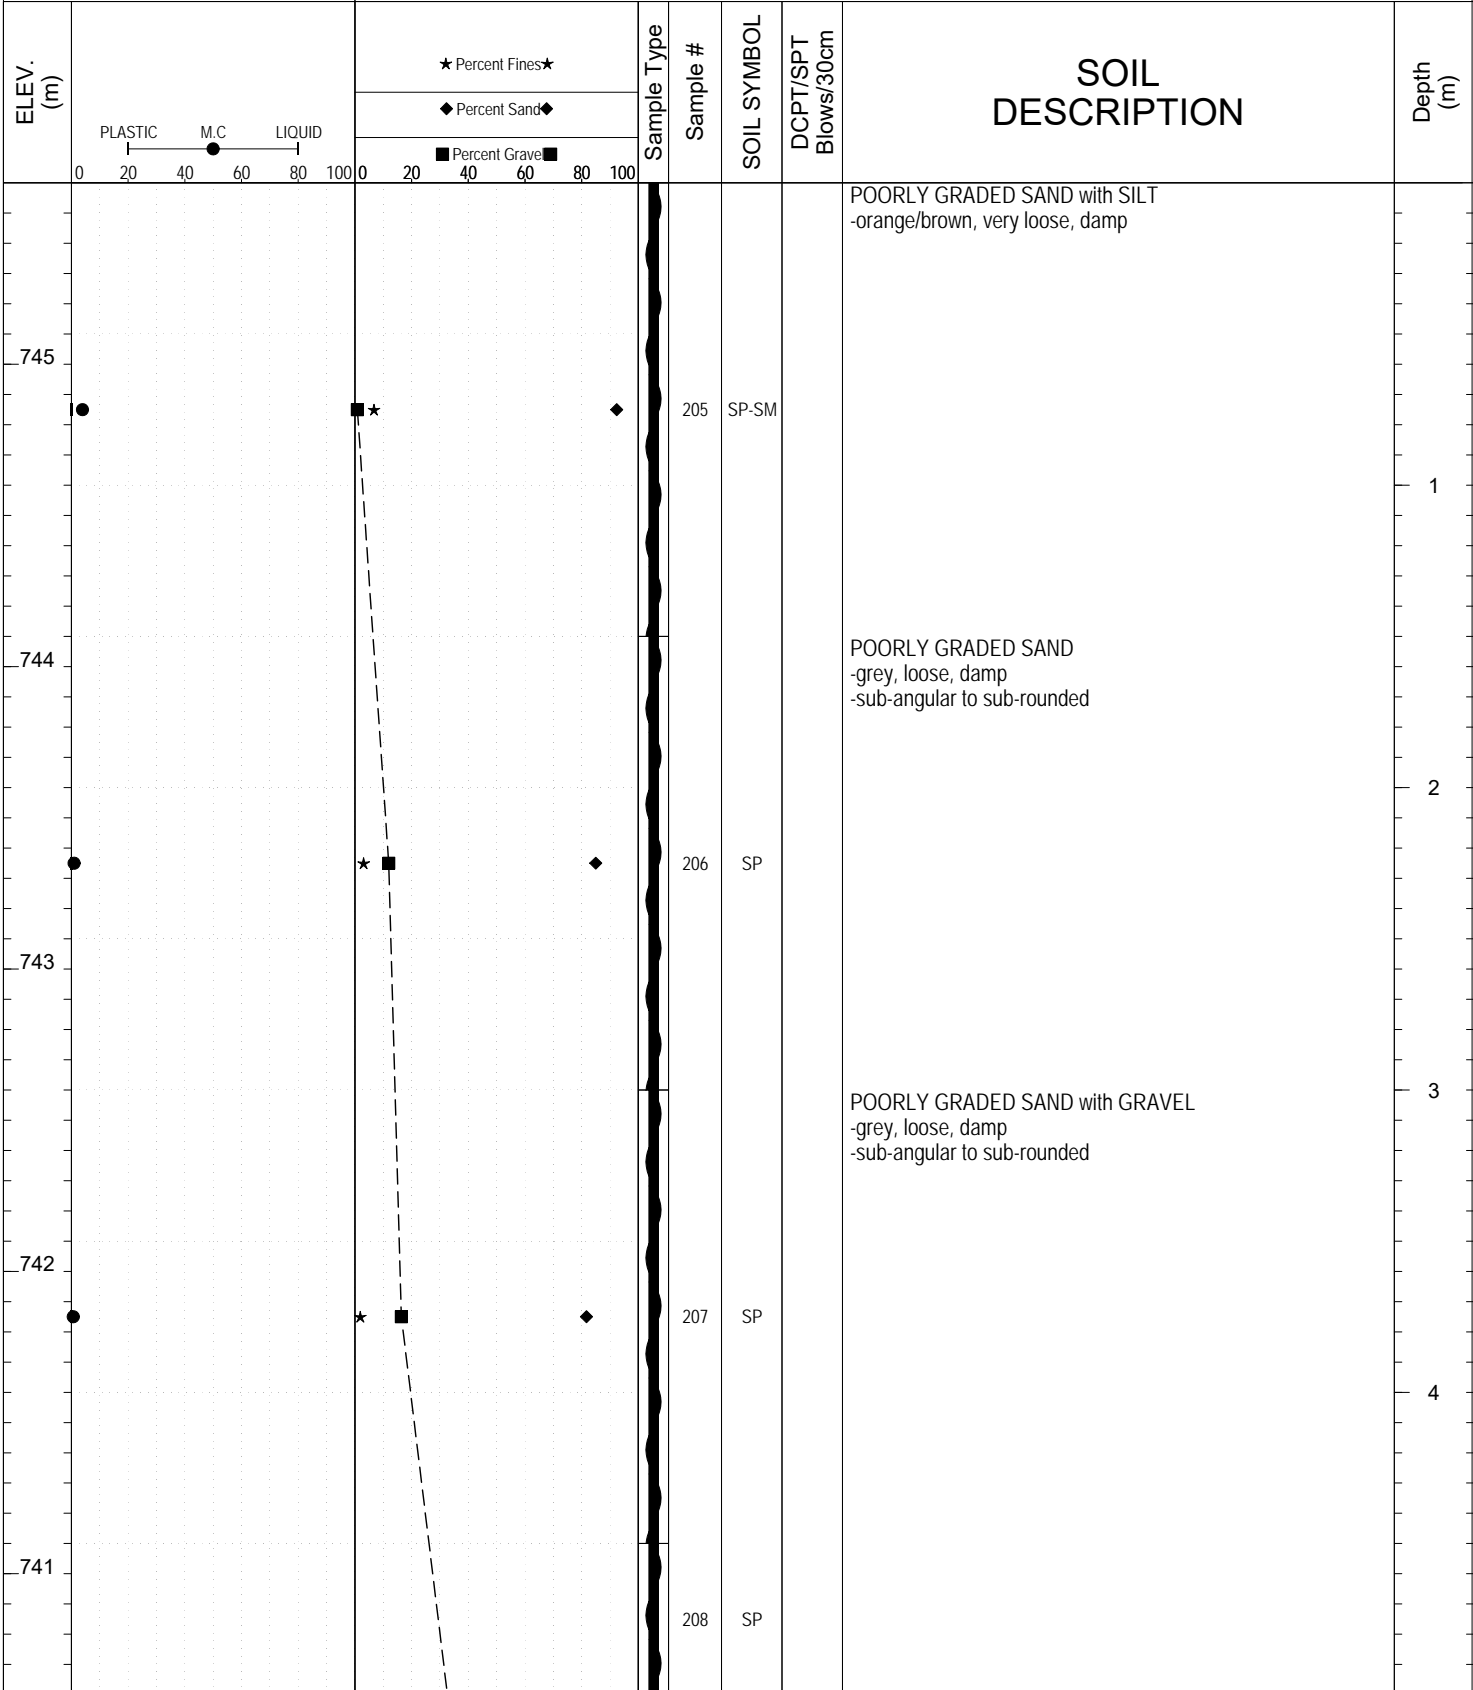 ELEV.
(m)
PLASTIC M.C LIQUID
0 20 40 60 80 100
★ Percent Fines ★
◆ Percent Sand ◆
■ Percent Gravel ■
0 20 40 60 80 100
Sample Type
Sample #
SOIL SYMBOL
DCPT/SPT
Blows/30cm
SOIL
DESCRIPTION
Depth
(m)
POORLY GRADED SAND with SILT
-orange/brown, very loose, damp
745
205 SP-SM
1
POORLY GRADED SAND
-grey, loose, damp
-sub-angular to sub-rounded
744
2
206 SP
743
3
POORLY GRADED SAND with GRAVEL
-grey, loose, damp
-sub-angular to sub-rounded
742
207 SP
4
741
208 SP